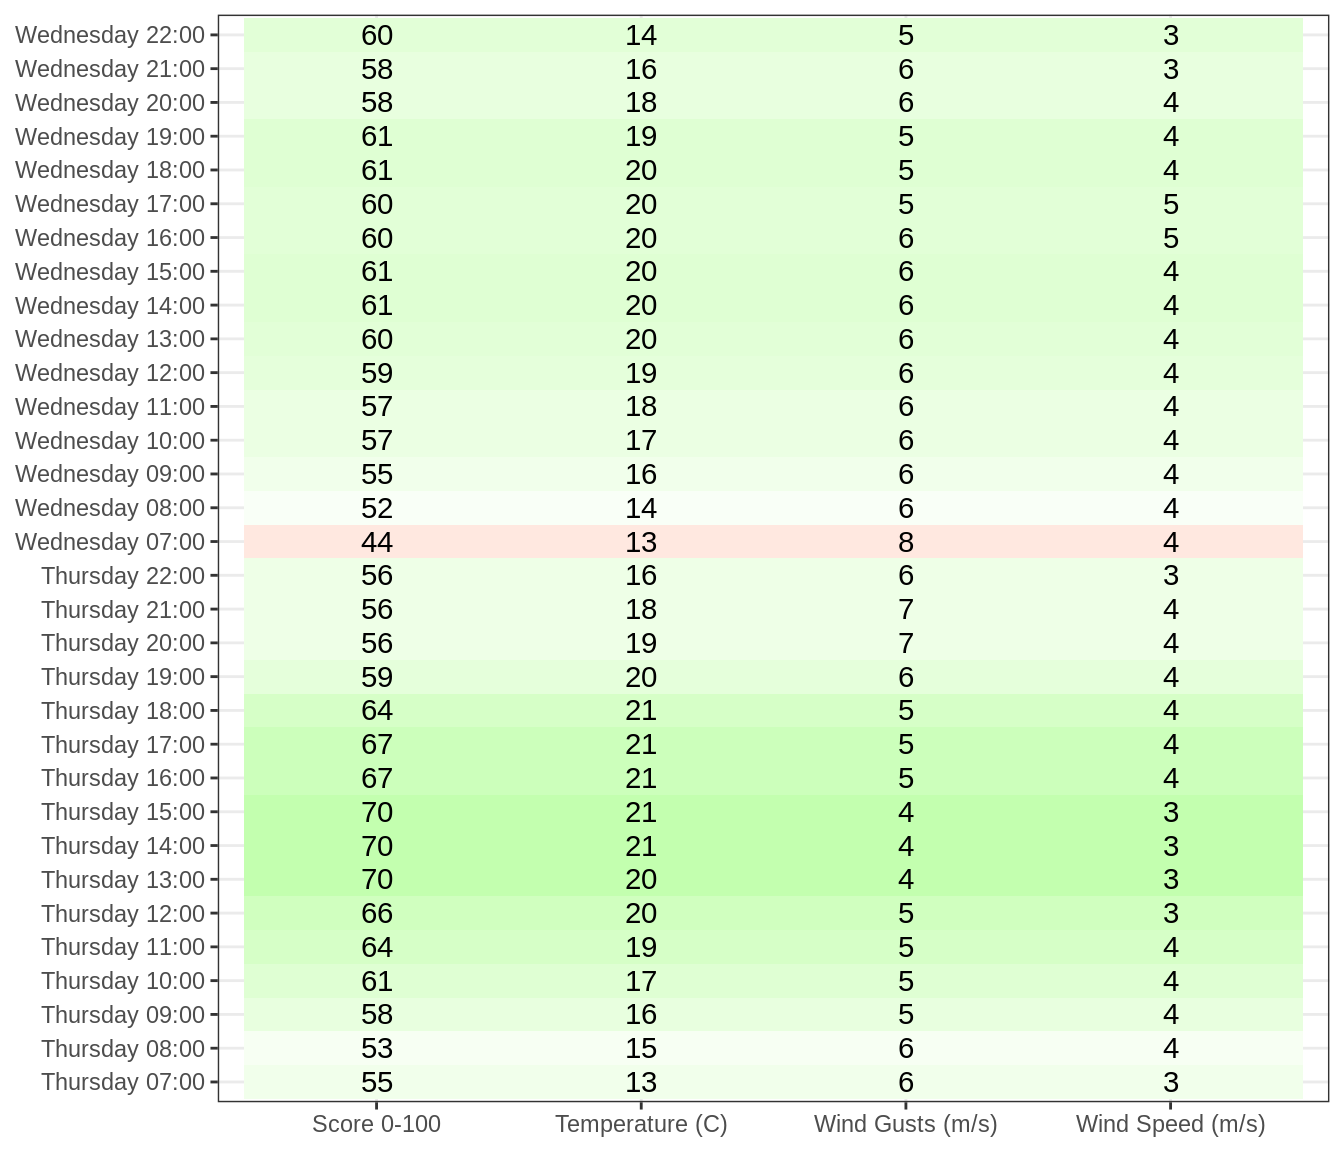 Wednesday 22:00 60 14 5 3
Wednesday 21:00 58 16 6 3
Wednesday 20:00 58 18 6 4
Wednesday 19:00 61 19 5 4
Wednesday 18:00 61 20 5 4
Wednesday 17:00 60 20 5 5
Wednesday 16:00 60 20 6 5
Wednesday 15:00 61 20 6 4
Wednesday 14:00 61 20 6 4
Wednesday 13:00 60 20 6 4
Wednesday 12:00 59 19 6 4
Wednesday 11:00 57 18 6 4
Wednesday 10:00 57 17 6 4
Wednesday 09:00 55 16 6 4
Wednesday 08:00 52 14 6 4
Wednesday 07:00 44 13 8 4
Thursday 22:00 56 16 6 3
Thursday 21:00 56 18 7 4
Thursday 20:00 56 19 7 4
Thursday 19:00 59 20 6 4
Thursday 18:00 64 21 5 4
Thursday 17:00 67 21 5 4
Thursday 16:00 67 21 5 4
Thursday 15:00 70 21 4 3
Thursday 14:00 70 21 4 3
Thursday 13:00 70 20 4 3
Thursday 12:00 66 20 5 3
Thursday 11:00 64 19 5 4
Thursday 10:00 61 17 5 4
Thursday 09:00 58 16 5 4
Thursday 08:00 53 15 6 4
Thursday 07:00 55 13 6 3
Score 0-100 Temperature (C) Wind Gusts (m/s) Wind Speed (m/s)